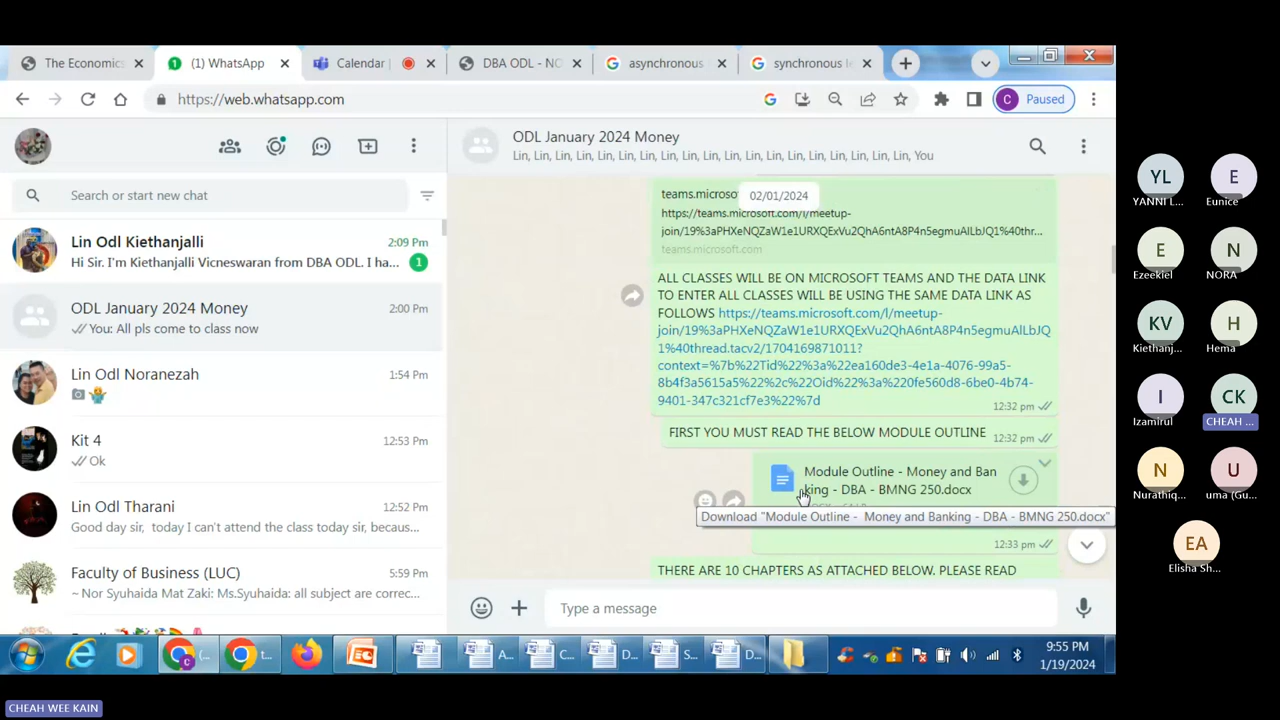 The Economics
(1) WhatsApp
Calendar
DBA ODL - NO
asynchronous
synchronous l
https://web.whatsapp.com
C
Paused
ODL January 2024 Money
Lin, Lin, Lin, Lin, Lin, Lin, Lin, Lin, Lin, Lin, Lin, Lin, Lin, Lin, Lin, Lin, Lin, Lin, Lin, You
Search or start new chat
Lin Odl Kiethanjalli
2:09 Pm
Hi Sir. I'm Kiethanjalli Vicneswaran from DBA ODL. I ha...
1
ODL January 2024 Money
2:00 Pm
You: All pls come to class now
Lin Odl Noranezah
1:54 Pm
Kit 4
12:53 Pm
Ok
Lin Odl Tharani
12:52 Pm
Good day sir, today I can't attend the class today sir, becaus...
Faculty of Business (LUC)
5:59 Pm
~ Nor Syuhaida Mat Zaki: Ms.Syuhaida: all subject are correc...
teams.microso
02/01/2024
https://teams.microsoft.com/l/meetup-
join/19%3aPHXeNQZaW1e1URXQExVu2QhA6ntA8P4n5egmuAlLbJQ1%40thr...
teams.microsoft.com
ALL CLASSES WILL BE ON MICROSOFT TEAMS AND THE DATA LINK
TO ENTER ALL CLASSES WILL BE USING THE SAME DATA LINK AS
FOLLOWS https://teams.microsoft.com/l/meetup-
join/19%3aPHXeNQZaW1e1URXQExVu2QhA6ntA8P4n5egmuAlLbJQ
1%40thread.tacv2/1704169871011?
context=%7b%22Tid%22%3a%22ea160de3-4e1a-4076-99a5-
8b4f3a5615a5%22%2c%22Oid%22%3a%220fe560d8-6be0-4b74-
9401-347c321cf7e3%22%7d
12:32 pm
FIRST YOU MUST READ THE BELOW MODULE OUTLINE
12:32 pm
Module Outline - Money and Ban
king - DBA - BMNG 250.docx
Download "Module Outline - Money and Banking - DBA - BMNG 250.docx"
12:33 pm
THERE ARE 10 CHAPTERS AS ATTACHED BELOW. PLEASE READ
Type a message
A...
C...
D...
S...
D...
9:55 PM
1/19/2024
YL
YANNI L...
E
Eunice
E
Ezeekiel
N
NORA
KV
Kiethanj...
H
Hema
I
Izamirul
CK
CHEAH ...
N
Nurathiq...
U
uma (Gu...
EA
Elisha Sh...
CHEAH WEE KAIN